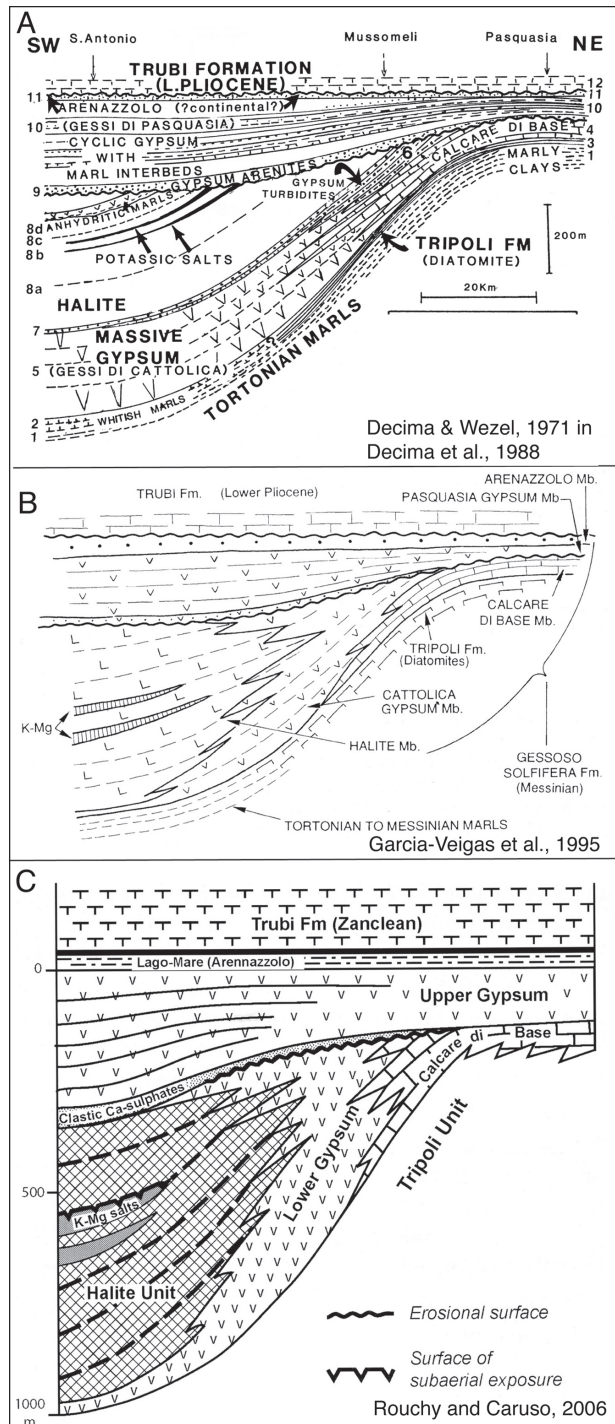 A
SW
S.Antonio
Mussomeli
Pasquasia
NE
TRUBI FORMATION
(L.PLIOCENE)
12
11
11
ARENAZZOLO (?continental?)
10
10
(GESSI DI PASQUASIA)
CYCLIC GYPSUM
WITH
MARL INTERBEDS
6
CALCARE
DI BASE
4
3
MARLY
1
CLAYS
9
GYPSUM ARENITES
GYPSUM
TURBIDITES
ANHYDRITIC MARLS
8d
8c
8b
POTASSIC SALTS
TRIPOLI FM
(DIATOMITE)
200m
8a
20Km
HALITE
7
MASSIVE
GYPSUM
5
(GESSI DI CATTOLICA)
?
TORTONIAN MARLS
2
WHITISH MARLS
1
Decima & Wezel, 1971 in
Decima et al., 1988
B
ARENAZZOLO Mb.
TRUBI Fm. (Lower Pliocene)
PASQUASIA GYPSUM Mb
CALCARE
DI BASE Mb.
TRIPOLI Fm.
(Diatomites)
CATTOLICA
GYPSUM Mb.
K-Mg
HALITE Mb.
GESSOSO
SOLFIFERA Fm.
(Messinian)
TORTONIAN TO MESSINIAN MARLS
Garcia-Veigas et al., 1995
C
Trubi Fm (Zanclean)
0
Lago-Mare (Arennazzolo)
Upper Gypsum
Calcare di Base
Clastic Ca-sulphates
Lower Gypsum
Tripoli Unit
500
K-Mg salts
Halite Unit
Erosional surface
Surface of
subaerial exposure
1000
m
Rouchy and Caruso, 2006